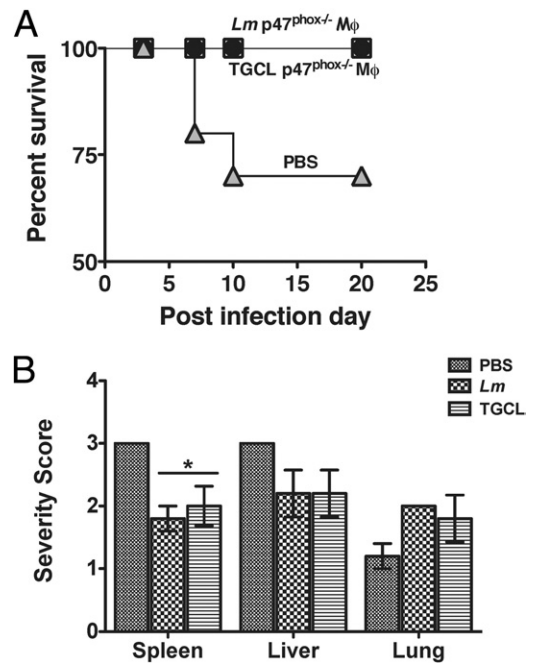 A
Lm p47phox-/- Mφ
100
TGCL p47phox-/- Mφ
Percent survival
75
PBS
50
0 5 10 15 20 25
Post infection day
B
PBS
Lm
TGCL
4
3
*
Severity Score
2
1
0
Spleen Liver Lung